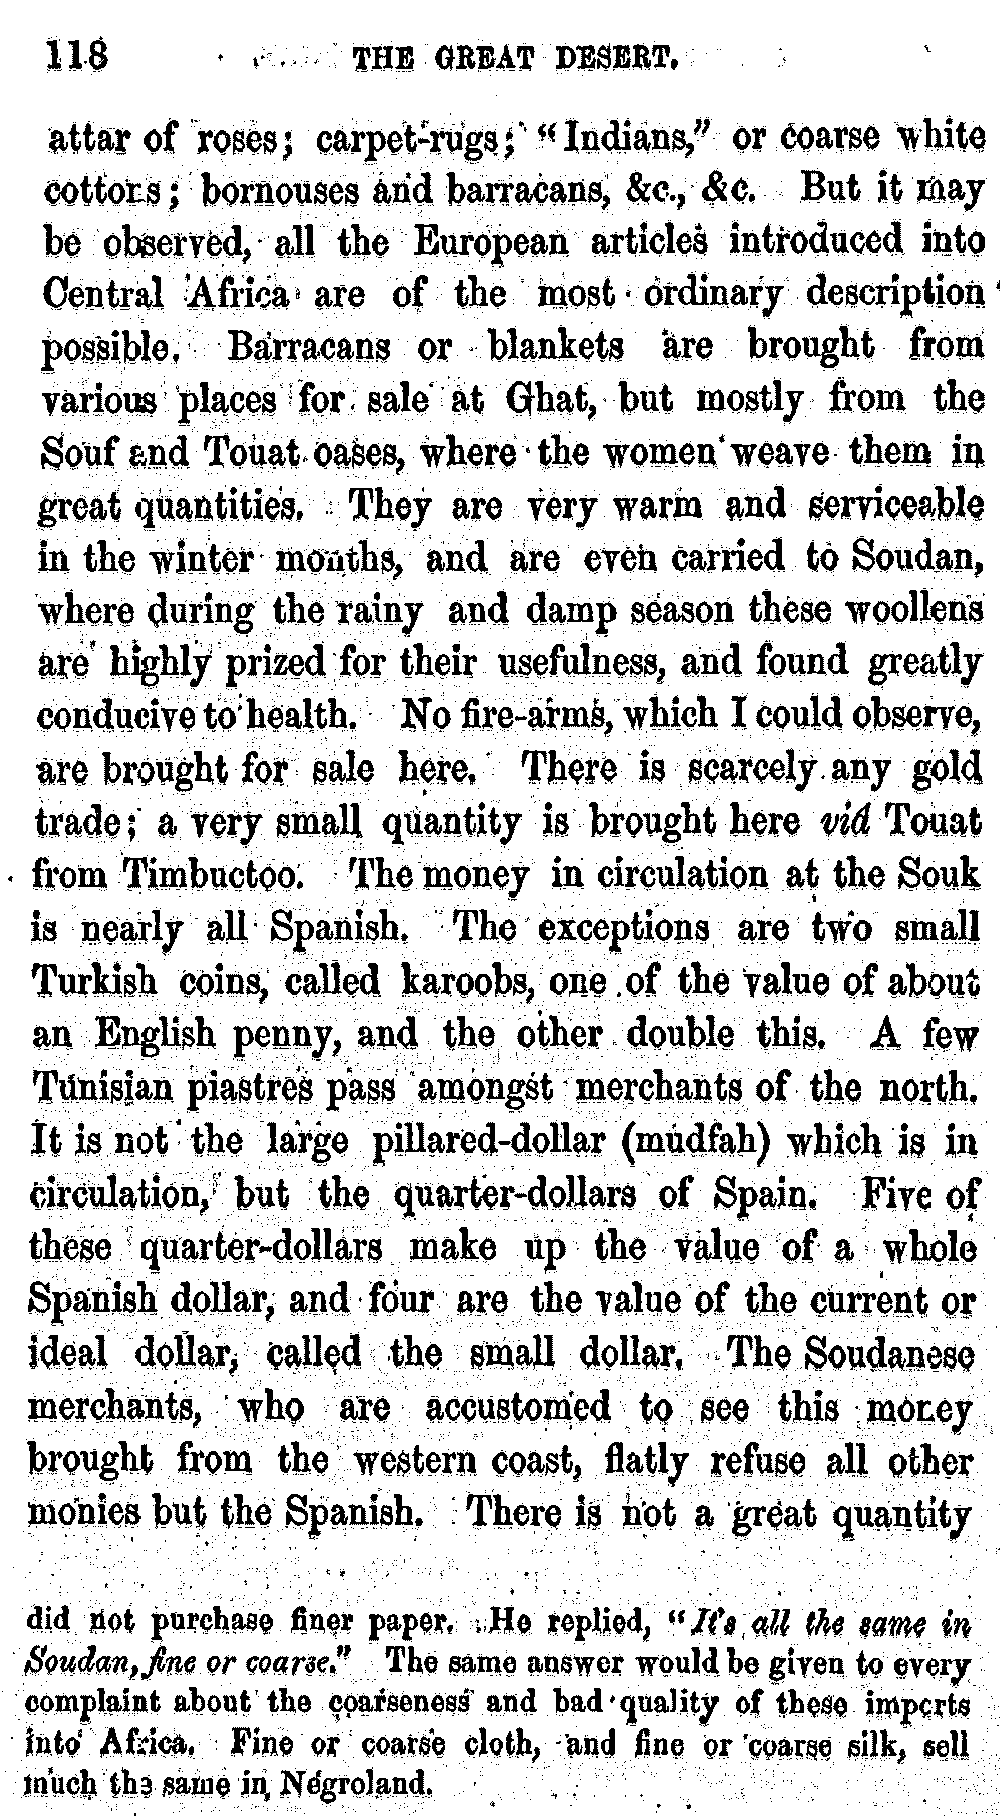 118 THE GREAT DESERT.
attar of roses; carpet-rugs; "Indians," or coarse white
cottons; bornouses and barracans, &c., &c. But it may
be observed, all the European articles introduced into
Central Africa are of the most ordinary description
possible. Barracans or blankets are brought from
various places for sale at Ghat, but mostly from the
Souf and Touat oases, where the women weave them in
great quantities. They are very warm and serviceable
in the winter months, and are even carried to Soudan,
where during the rainy and damp season these woollens
are highly prized for their usefulness, and found greatly
conducive to health. No fire-arms, which I could observe,
are brought for sale here. There is scarcely any gold
trade; a very small quantity is brought here viâ Touat
from Timbuctoo. The money in circulation at the Souk
is nearly all Spanish. The exceptions are two small
Turkish coins, called karoobs, one of the value of about
an English penny, and the other double this. A few
Tunisian piastres pass amongst merchants of the north.
It is not the large pillared-dollar (mudfah) which is in
circulation, but the quarter-dollars of Spain. Five of
these quarter-dollars make up the value of a whole
Spanish dollar, and four are the value of the current or
ideal dollar, called the small dollar. The Soudanese
merchants, who are accustomed to see this money
brought from the western coast, flatly refuse all other
monies but the Spanish. There is not a great quantity
did not purchase finer paper. He replied, "It's all the same in
Soudan, fine or coarse." The same answer would be given to every
complaint about the coarseness and bad quality of these imports
into Africa. Fine or coarse cloth, and fine or coarse silk, sell
much the same in Negroland.